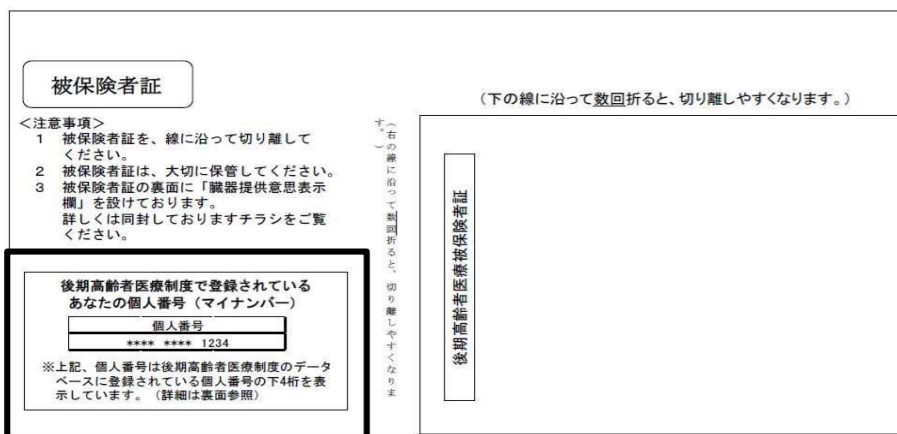 被保険者証
(下の線に沿って数回折ると、切り離しやすくなります。)
<注意事項>
1 被保険者証を、線に沿って切り離して
ください。
2 被保険者証は、大切に保管してください。
3 被保険者証の裏面に「臓器提供意思表示
欄」を設けております。
詳しくは同封しておりますチラシをご覧
ください。
(右の線に沿って数回折ると、切り離しやすくなりま
す。)
後期高齢者医療被保険者証
後期高齢者医療制度で登録されている
あなたの個人番号(マイナンバー)
個人番号
**** **** 1234
※上記、個人番号は後期高齢者医療制度のデータ
ベースに登録されている個人番号の下4桁を表
示しています。(詳細は裏面参照)